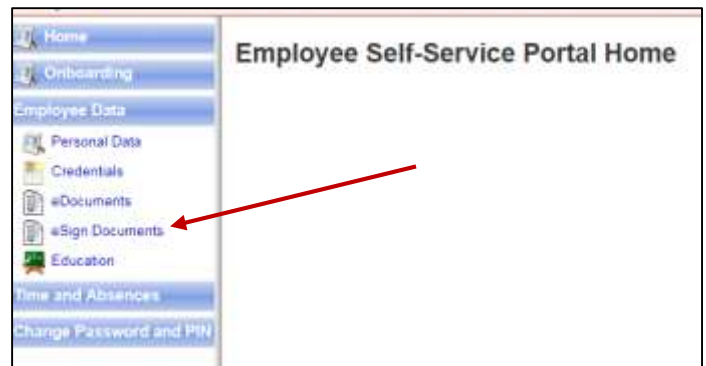 Home
Employee Self-Service Portal Home
Onboarding
Employee Data
Personal Data
Credentials
eDocuments
eSign Documents
Education
Time and Absences
Change Password and PIN